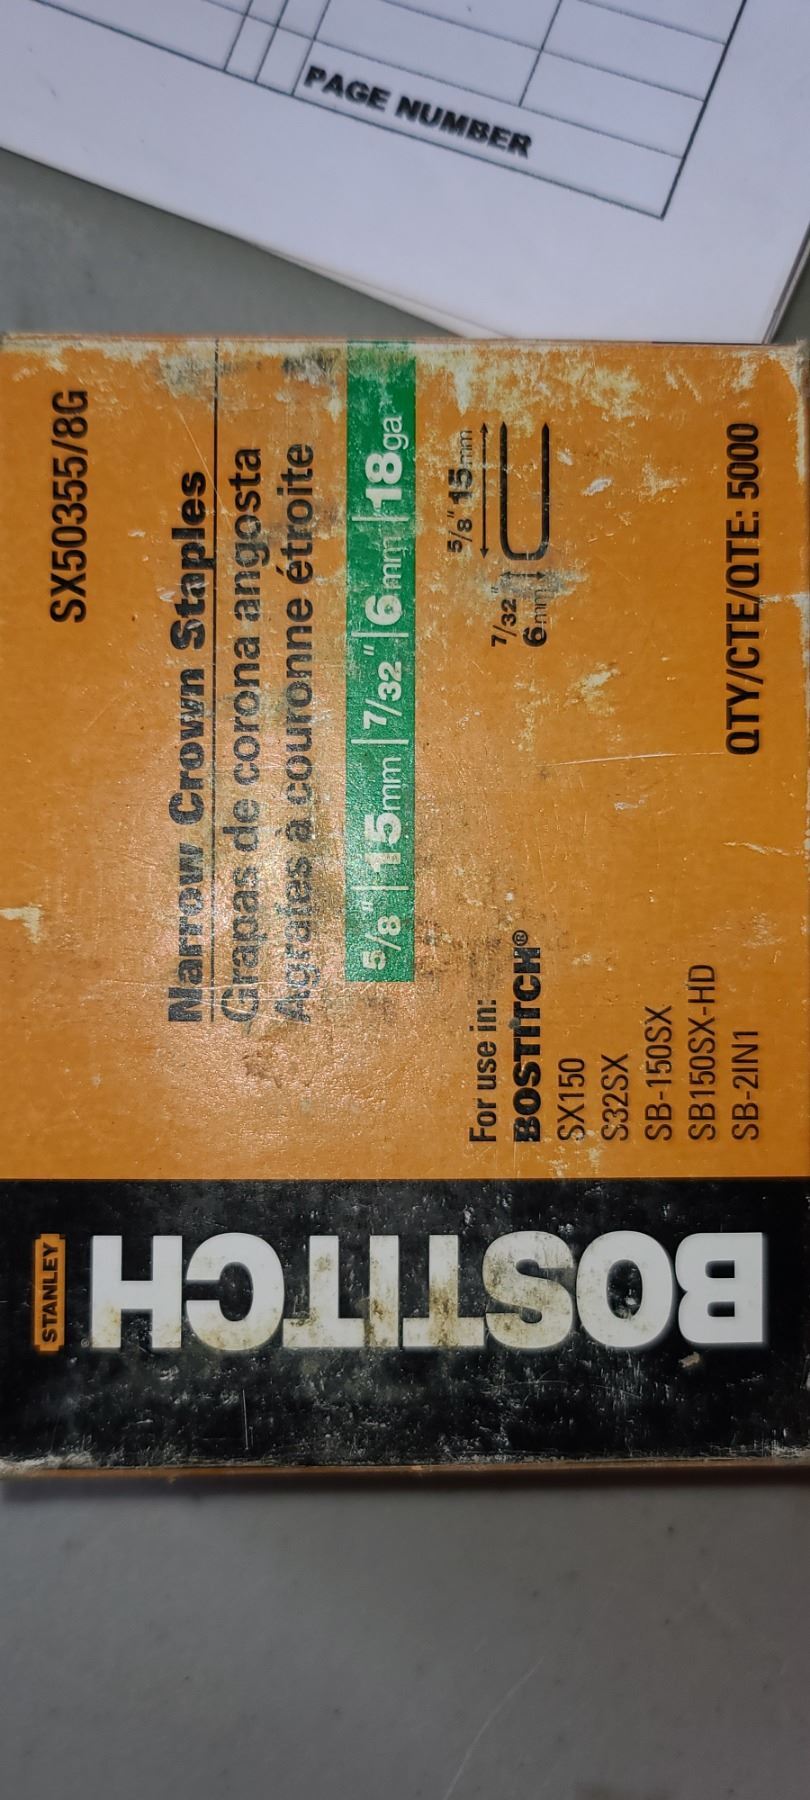 PAGE NUMBER
STANLEY
BOSTITCH
SX50355/8G
Narrow Crown Staples
Grapas de corona angosta
Agrafes à couronne étroite
5/8" | 15mm | 7/32" | 6mm | 18ga
For use in:
BOSTITCH®
SX150
S32SX
SB-150SX
SB150SX-HD
SB-2IN1
5/8" 15mm
7/32"
6mm
QTY/CTE/QTE: 5000